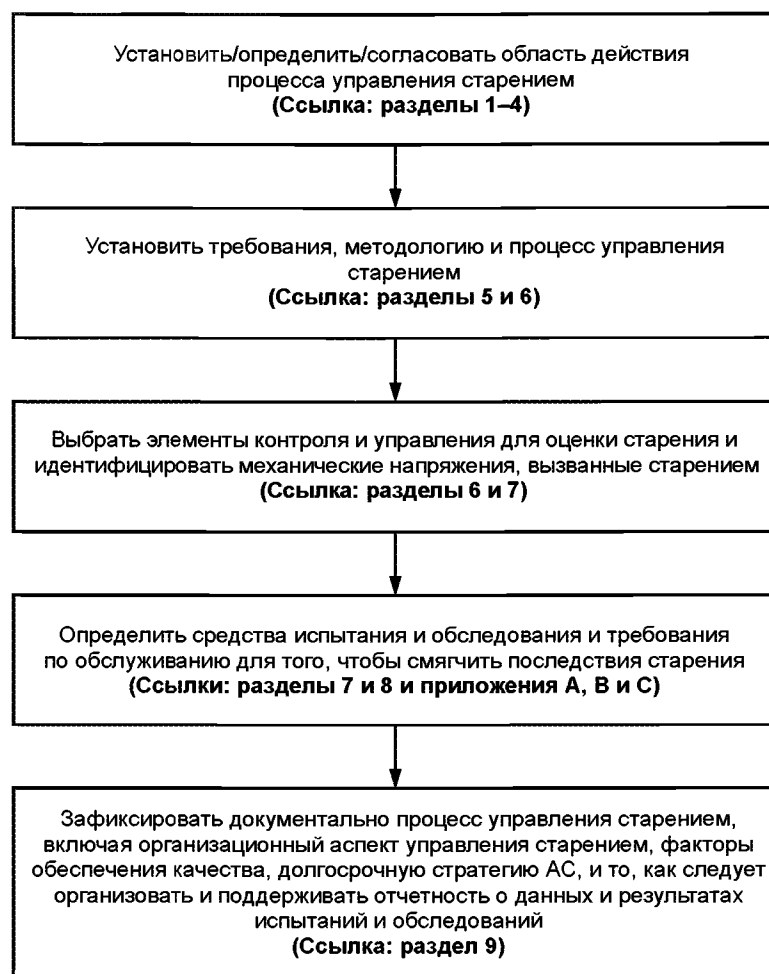 Установить/определить/согласовать область действия
процесса управления старением
(Ссылка: разделы 1–4)
Установить требования, методологию и процесс управления
старением
(Ссылка: разделы 5 и 6)
Выбрать элементы контроля и управления для оценки старения и
идентифицировать механические напряжения, вызванные старением
(Ссылка: разделы 6 и 7)
Определить средства испытания и обследования и требования
по обслуживанию для того, чтобы смягчить последствия старения
(Ссылки: разделы 7 и 8 и приложения А, В и С)
Зафиксировать документально процесс управления старением,
включая организационный аспект управления старением, факторы
обеспечения качества, долгосрочную стратегию АС, и то, как следует
организовать и поддерживать отчетность о данных и результатах
испытаний и обследований
(Ссылка: раздел 9)